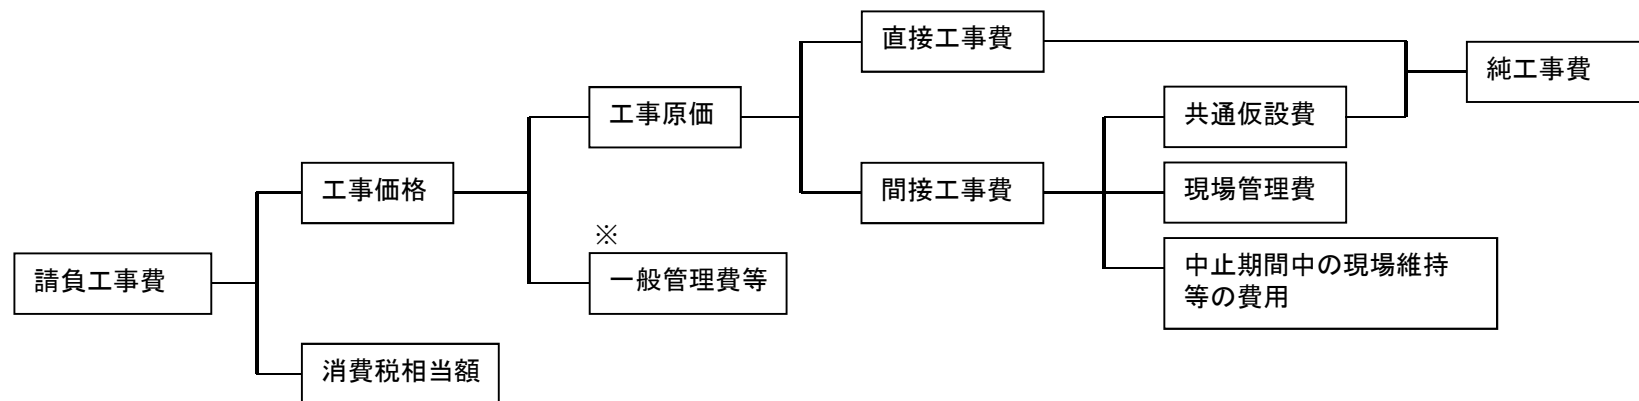 直接工事費
純工事費
工事原価
共通仮設費
工事価格
間接工事費
現場管理費
※
一般管理費等
請負工事費
中止期間中の現場維持
等の費用
消費税相当額